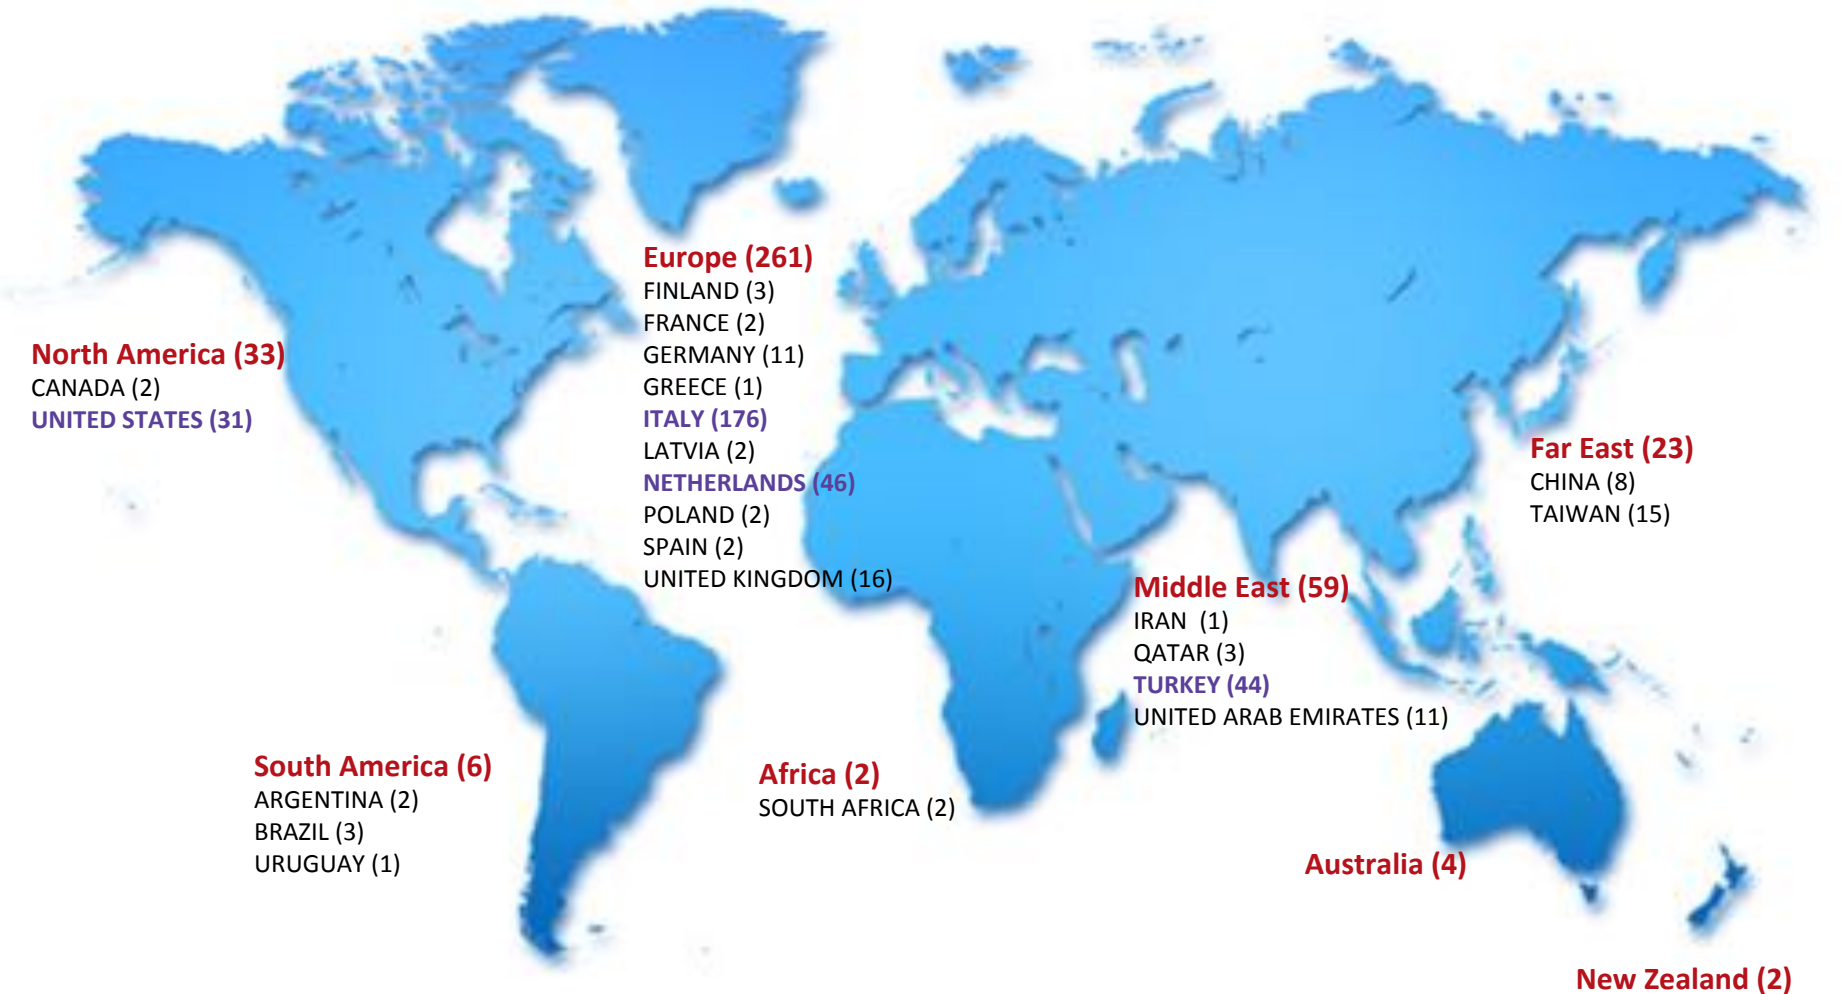 Europe (261)
FINLAND (3)
FRANCE (2)
GERMANY (11)
GREECE (1)
ITALY (176)
LATVIA (2)
NETHERLANDS (46)
POLAND (2)
SPAIN (2)
UNITED KINGDOM (16)
North America (33)
CANADA (2)
UNITED STATES (31)
Far East (23)
CHINA (8)
TAIWAN (15)
Middle East (59)
IRAN (1)
QATAR (3)
TURKEY (44)
UNITED ARAB EMIRATES (11)
South America (6)
ARGENTINA (2)
BRAZIL (3)
URUGUAY (1)
Africa (2)
SOUTH AFRICA (2)
Australia (4)
New Zealand (2)